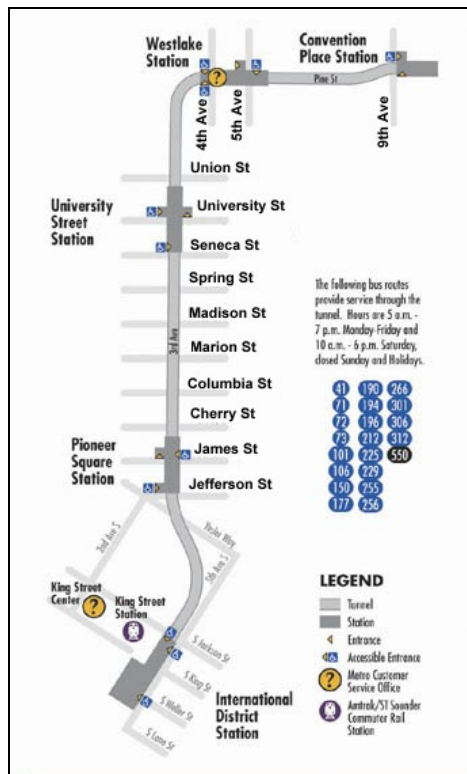 Westlake
Station
Convention
Place Station
Pine St
4th Ave
5th Ave
9th Ave
Union St
University
Street
Station
University St
Seneca St
Spring St
Madison St
3rd Ave
Marion St
Columbia St
Cherry St
Pioneer
Square
Station
James St
Jefferson St
The following bus routes
provide service through the
tunnel. Hours are 5 a.m. -
7 p.m. Monday-Friday and
10 a.m. - 6 p.m. Saturday,
closed Sunday and Holidays.
41 190 266
71 194 301
72 196 306
73 212 312
101 225 550
106 229
150 255
177 256
2nd Ave S
Yesler Way
5th Ave S
King Street
Center
?
King Street
Station
S Jackson St
S King St
S Weller St
S Lane St
International
District
Station
LEGEND
Tunnel
Station
Entrance
Accessible Entrance
? Metro Customer
Service Office
Amtrak/ST Sounder
Commuter Rail
Station